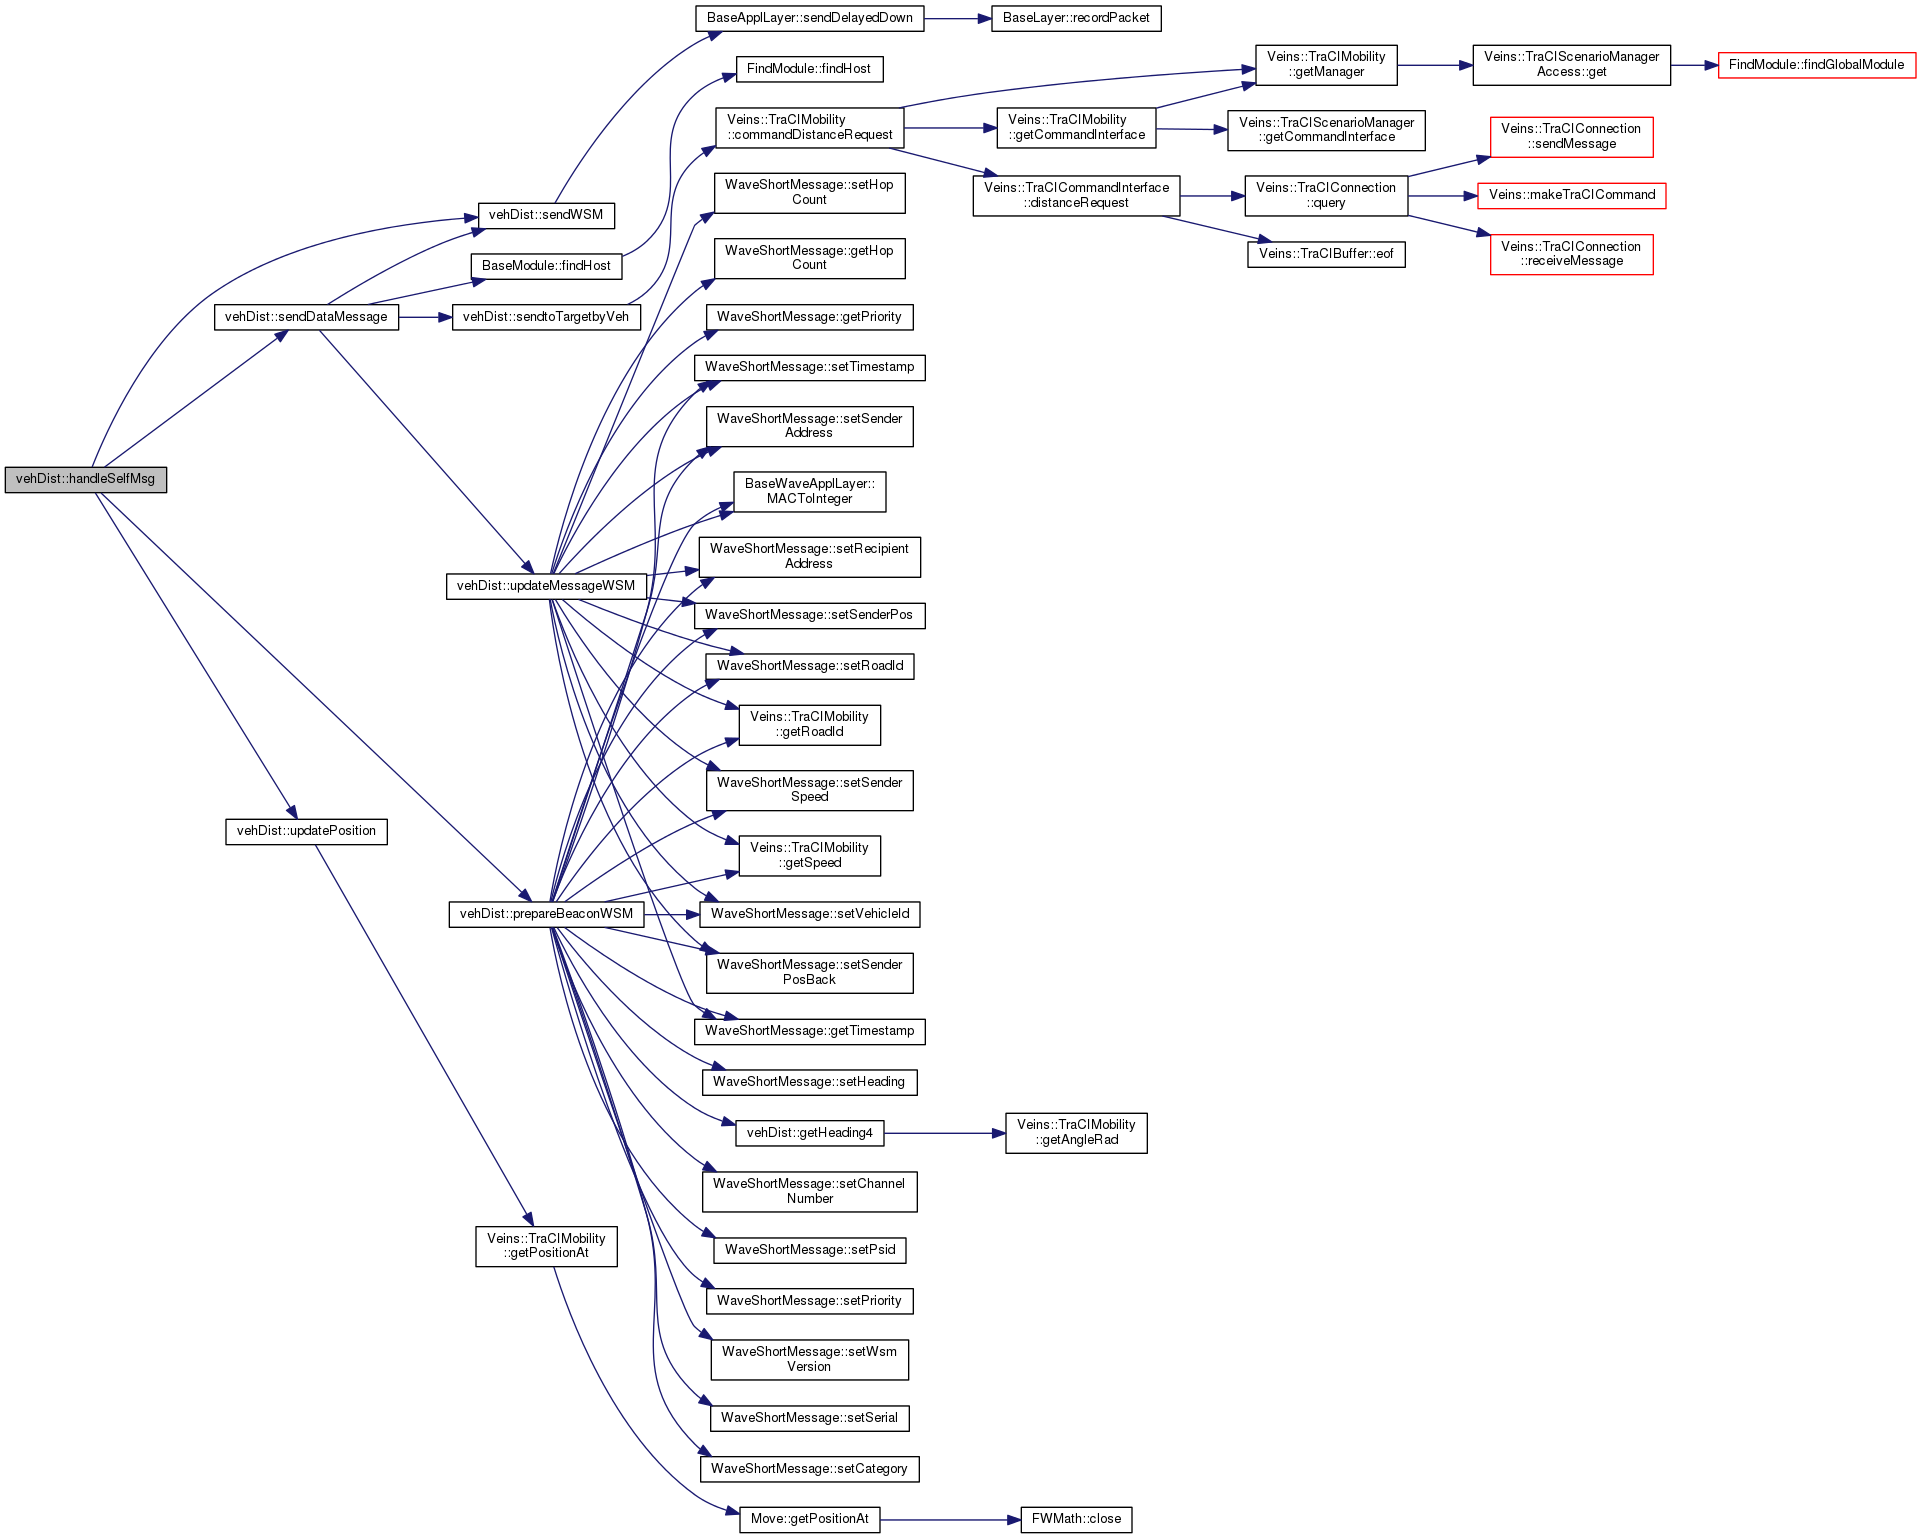 BaseApplLayer::sendDelayedDown
BaseLayer::recordPacket
FindModule::findHost
Veins::TraCIMobility
::getManager
Veins::TraCIScenarioManager
Access::get
FindModule::findGlobalModule
Veins::TraCIMobility
::commandDistanceRequest
Veins::TraCIMobility
::getCommandInterface
Veins::TraCIScenarioManager
::getCommandInterface
Veins::TraCIConnection
::sendMessage
WaveShortMessage::setHop
Count
Veins::TraCICommandInterface
::distanceRequest
Veins::TraCIConnection
::query
Veins::makeTraCICommand
vehDist::sendWSM
WaveShortMessage::getHop
Count
Veins::TraCIBuffer::eof
Veins::TraCIConnection
::receiveMessage
BaseModule::findHost
vehDist::sendDataMessage
vehDist::sendtoTargetbyVeh
WaveShortMessage::getPriority
WaveShortMessage::setTimestamp
WaveShortMessage::setSender
Address
vehDist::handleSelfMsg
BaseWaveApplLayer::
MACToInteger
WaveShortMessage::setRecipient
Address
vehDist::updateMessageWSM
WaveShortMessage::setSenderPos
WaveShortMessage::setRoadId
Veins::TraCIMobility
::getRoadId
WaveShortMessage::setSender
Speed
vehDist::updatePosition
Veins::TraCIMobility
::getSpeed
vehDist::prepareBeaconWSM
WaveShortMessage::setVehicleId
WaveShortMessage::setSender
PosBack
WaveShortMessage::getTimestamp
WaveShortMessage::setHeading
vehDist::getHeading4
Veins::TraCIMobility
::getAngleRad
WaveShortMessage::setChannel
Number
Veins::TraCIMobility
::getPositionAt
WaveShortMessage::setPsid
WaveShortMessage::setPriority
WaveShortMessage::setWsm
Version
WaveShortMessage::setSerial
WaveShortMessage::setCategory
Move::getPositionAt
FWMath::close